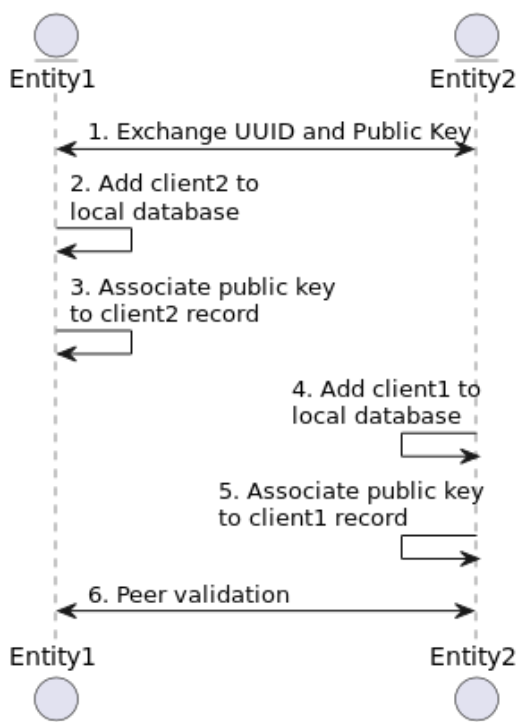 Entity1
Entity2
1. Exchange UUID and Public Key
2. Add client2 to
local database
3. Associate public key
to client2 record
4. Add client1 to
local database
5. Associate public key
to client1 record
6. Peer validation
Entity1
Entity2